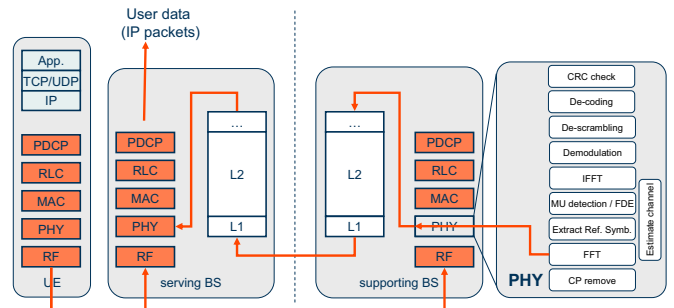 User data
(IP packets)
App.
TCP/UDP
IP
PDCP
RLC
MAC
PHY
RF
UE
PDCP
RLC
MAC
PHY
RF
...
L2
L1
serving BS
...
L2
L1
PDCP
RLC
MAC
PHY
RF
supporting BS
CRC check
De-coding
De-scrambling
Demodulation
IFFT
MU detection / FDE
Extract Ref. Symb.
FFT
CP remove
Estimate channel
PHY